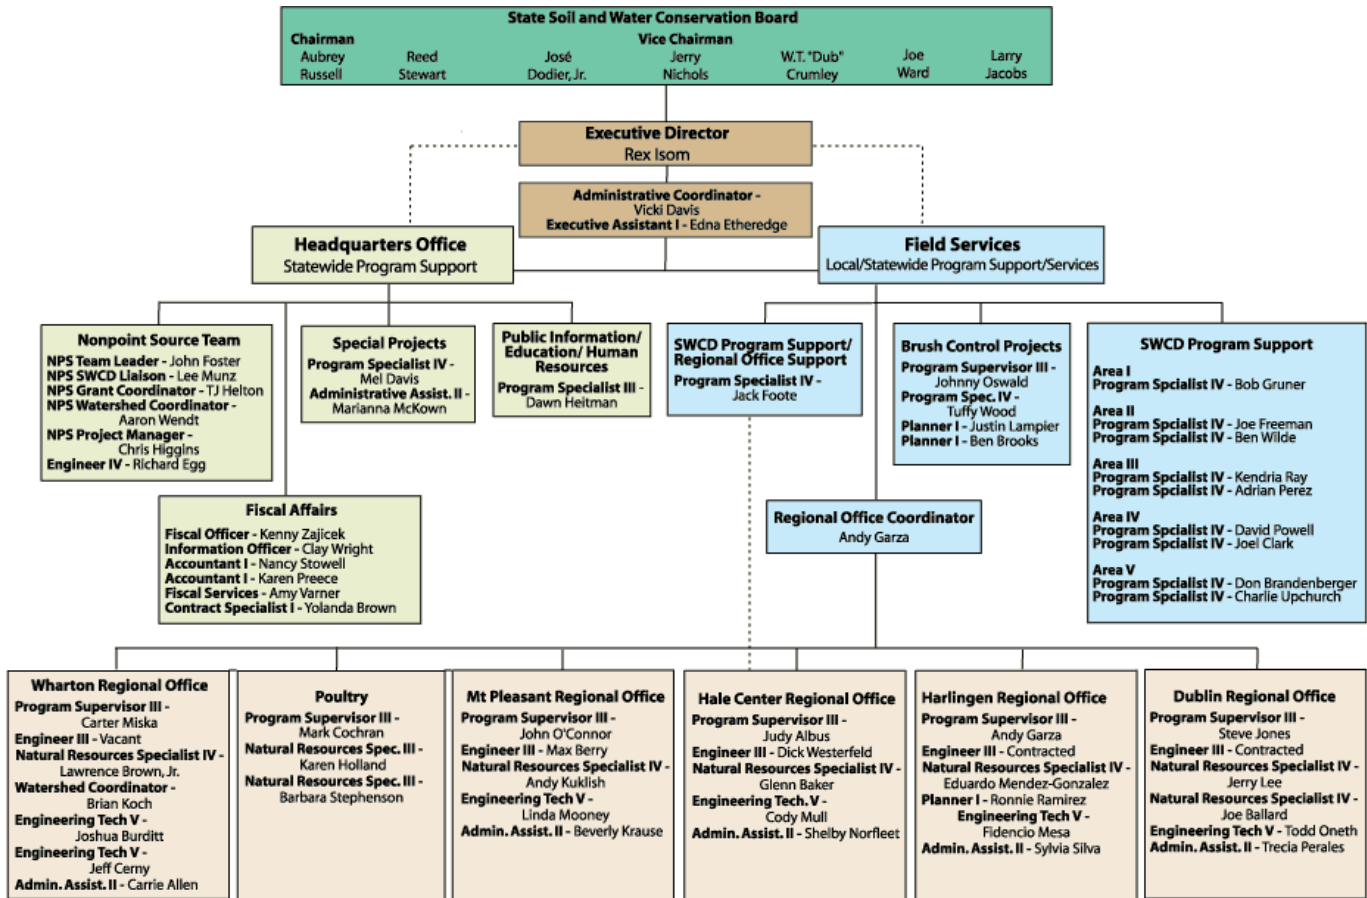 State Soil and Water Conservation Board
Chairman
Vice Chairman
Aubrey
Russell
Reed
Stewart
José
Dodier, Jr.
Jerry
Nichols
W.T. "Dub"
Crumley
Joe
Ward
Larry
Jacobs
Executive Director
Rex Isom
Administrative Coordinator -
Vicki Davis
Executive Assistant I - Edna Etheredge
Headquarters Office
Statewide Program Support
Field Services
Local/Statewide Program Support/Services
Nonpoint Source Team
NPS Team Leader - John Foster
NPS SWCD Liaison - Lee Munz
NPS Grant Coordinator - TJ Helton
NPS Watershed Coordinator -
Aaron Wendt
NPS Project Manager -
Chris Higgins
Engineer IV - Richard Egg
Special Projects
Program Specialist IV -
Mel Davis
Administrative Assist. II -
Marianna McKown
Public Information/
Education/ Human
Resources
Program Specialist III -
Dawn Heitman
SWCD Program Support/
Regional Office Support
Program Specialist IV -
Jack Foote
Brush Control Projects
Program Supervisor III -
Johnny Oswald
Program Spec. IV -
Tuffy Wood
Planner I - Justin Lampier
Planner I - Ben Brooks
SWCD Program Support
Area I
Program Spcialist IV - Bob Gruner
Area II
Program Splcialist IV - Joe Freeman
Program Spcialist IV - Ben Wilde
Area III
Program Spcialist IV - Kendria Ray
Program Spcialist IV - Adrian Perez
Area IV
Program Spcialist IV - David Powell
Program Spcialist IV - Joel Clark
Area V
Program Spcialist IV - Don Brandenberger
Program Spcialist IV - Charlie Upchurch
Fiscal Affairs
Fiscal Officer - Kenny Zajicek
Information Officer - Clay Wright
Accountant I - Nancy Stowell
Accountant I - Karen Preece
Fiscal Services - Amy Varner
Contract Specialist I - Yolanda Brown
Regional Office Coordinator
Andy Garza
Wharton Regional Office
Program Supervisor III -
Carter Miska
Engineer III - Vacant
Natural Resources Specialist IV -
Lawrence Brown, Jr.
Watershed Coordinator -
Brian Koch
Engineering Tech V -
Joshua Burditt
Engineering Tech V -
Jeff Cerny
Admin. Assist. II - Carrie Allen
Poultry
Program Supervisor III -
Mark Cochran
Natural Resources Spec. III -
Karen Holland
Natural Resources Spec. III -
Barbara Stephenson
Mt Pleasant Regional Office
Program Supervisor III -
John O'Connor
Engineer III - Max Berry
Natural Resources Specialist IV -
Andy Kuklish
Engineering Tech V -
Linda Mooney
Admin. Assist. II - Beverly Krause
Hale Center Regional Office
Program Supervisor III -
Judy Albus
Engineer III - Dick Westerfeld
Natural Resources Specialist IV -
Glenn Baker
Engineering Tech. V -
Cody Mull
Admin. Assist. II - Shelby Norfleet
Harlingen Regional Office
Program Supervisor III -
Andy Garza
Engineer III - Contracted
Natural Resources Specialist IV -
Eduardo Mendez-Gonzalez
Planner I - Ronnie Ramirez
Engineering Tech V -
Fidencio Mesa
Admin. Assist. II - Sylvia Silva
Dublin Regional Office
Program Supervisor III -
Steve Jones
Engineer III - Contracted
Natural Resources Specialist IV -
Jerry Lee
Natural Resources Specialist IV -
Joe Ballard
Engineering Tech V - Todd Oneth
Admin. Assist. II - Trecia Perales